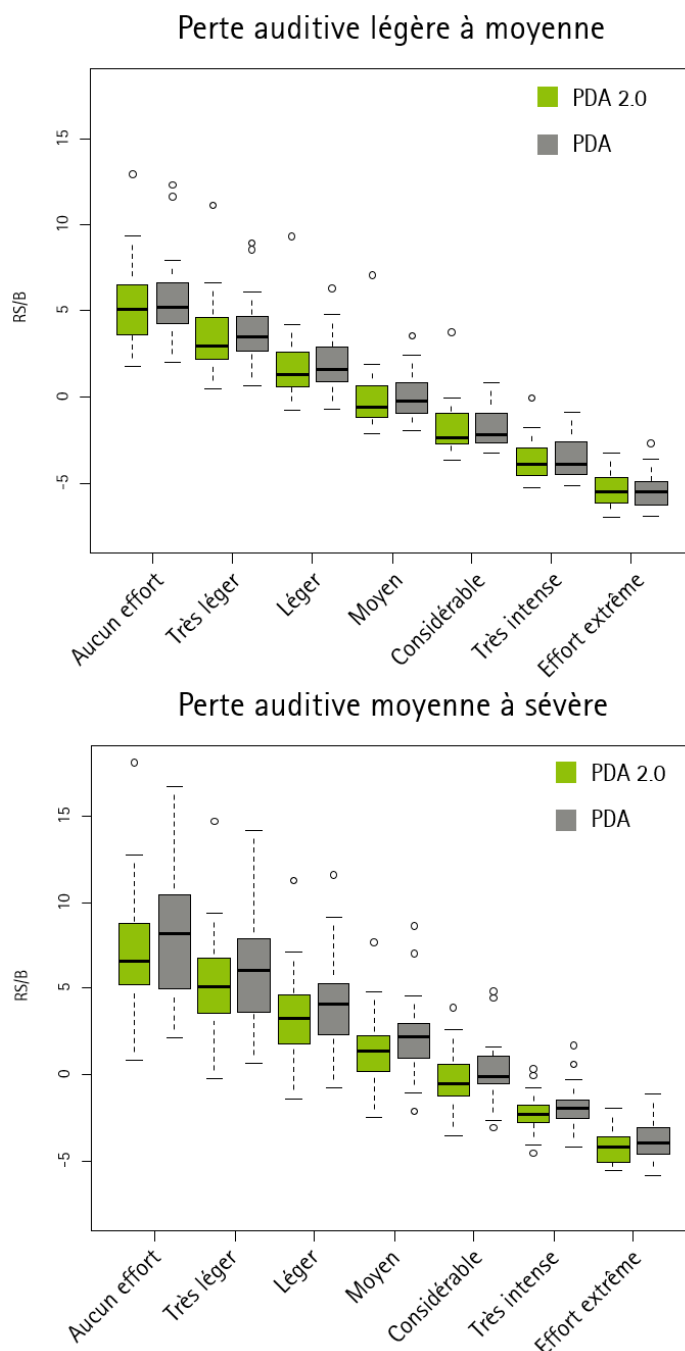 Perte auditive légère à moyenne
PDA 2.0
PDA
RS/B
15
10
5
0
-5
Aucun effort
Très léger
Léger
Moyen
Considérable
Très intense
Effort extrême
Perte auditive moyenne à sévère
PDA 2.0
PDA
RS/B
15
10
5
0
-5
Aucun effort
Très léger
Léger
Moyen
Considérable
Très intense
Effort extrême